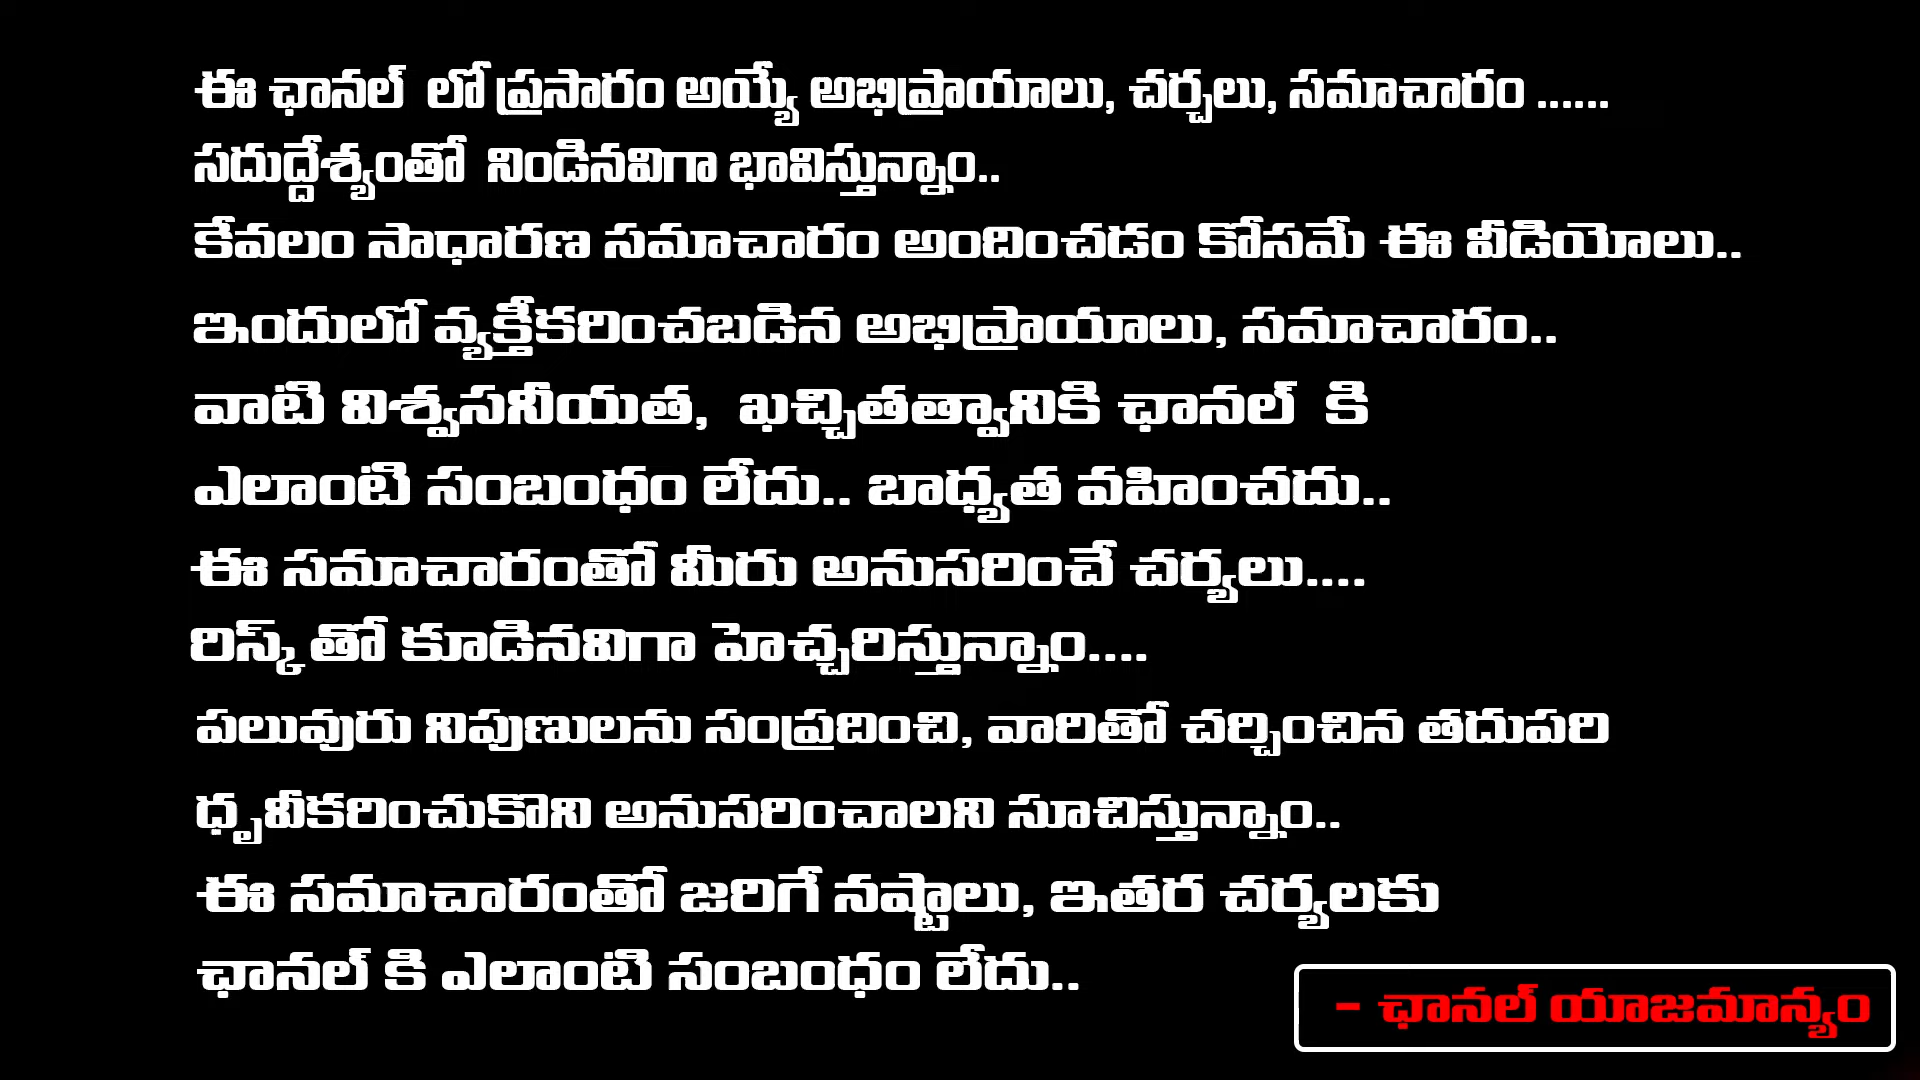 ఈ ఛానల్ లో ప్రసారం అయ్యే అభిప్రాయాలు, చర్చలు, సమాచారం ......
సదుద్దేశ్యంతో నిండినవిగా భావిస్తున్నాం..
కేవలం సాధారణ సమాచారం అందించడం కోసమే ఈ వీడియోలు..
ఇందులో వ్యక్తీకరించబడిన అభిప్రాయాలు, సమాచారం..
వాటి విశ్వసనీయత, ఖచ్చితత్వానికి ఛానల్ కి
ఎలాంటి సంబంధం లేదు.. బాధ్యత వహించదు..
ఈ సమాచారంతో మీరు అనుసరించే చర్యలు....
రిస్క్ తో కూడినవిగా హెచ్చరిస్తున్నాం....
పలువురు నిపుణులను సంప్రదించి, వారితో చర్చించిన తదుపరి
ధృవీకరించుకొని అనుసరించాలని సూచిస్తున్నాం..
ఈ సమాచారంతో జరిగే నష్టాలు, ఇతర చర్యలకు
ఛానల్ కి ఎలాంటి సంబంధం లేదు..
- ఛానల్ యాజమాన్యం